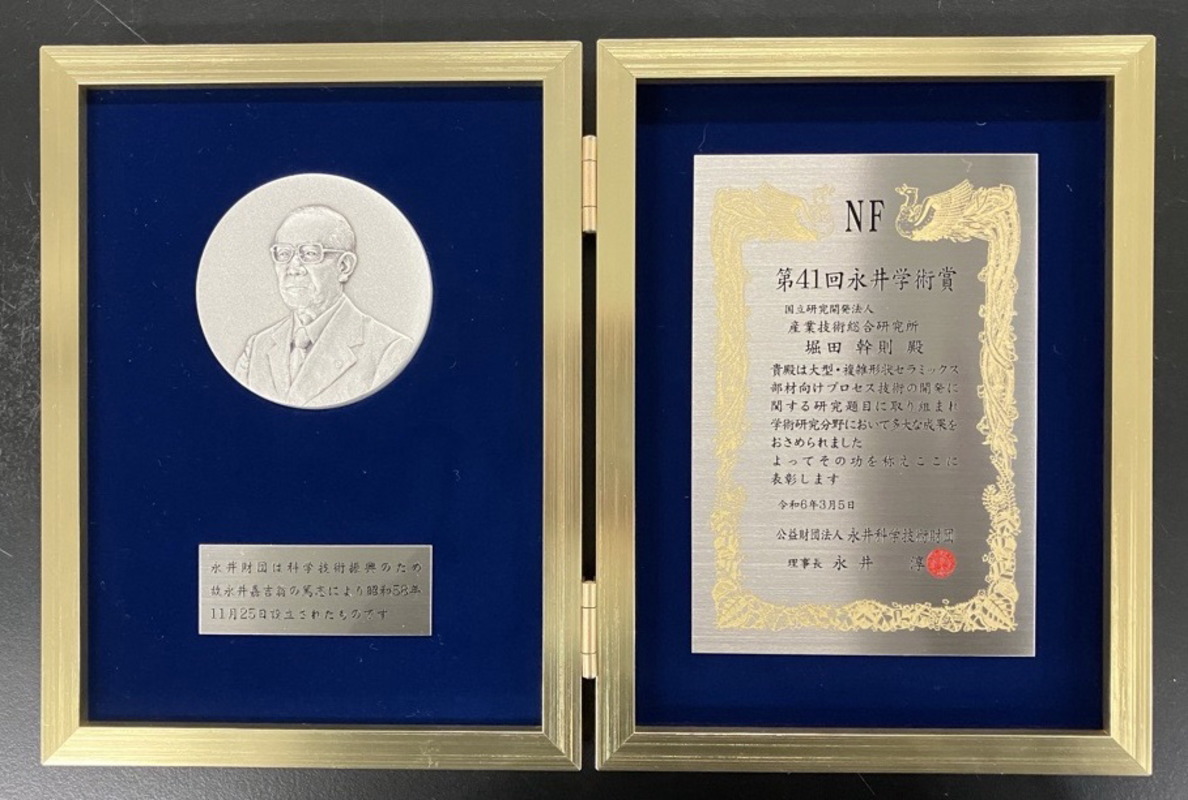 永井財団は科学技術振興のため
故永井嘉吉翁の篤志により昭和58年
11月25日設立されたものです
NF
第41回永井学術賞
国立研究開発法人
産業技術総合研究所
堀田 幹則 殿
貴殿は大型・複雑形状セラミックス
部材向けプロセス技術の開発に
関する研究題目に取り組まれ
学術研究分野において多大な成果を
おさめられました
よってその功を称えここに
表彰します
令和6年3月5日
公益財団法人 永井科学技術財団
理事長 永井 淳